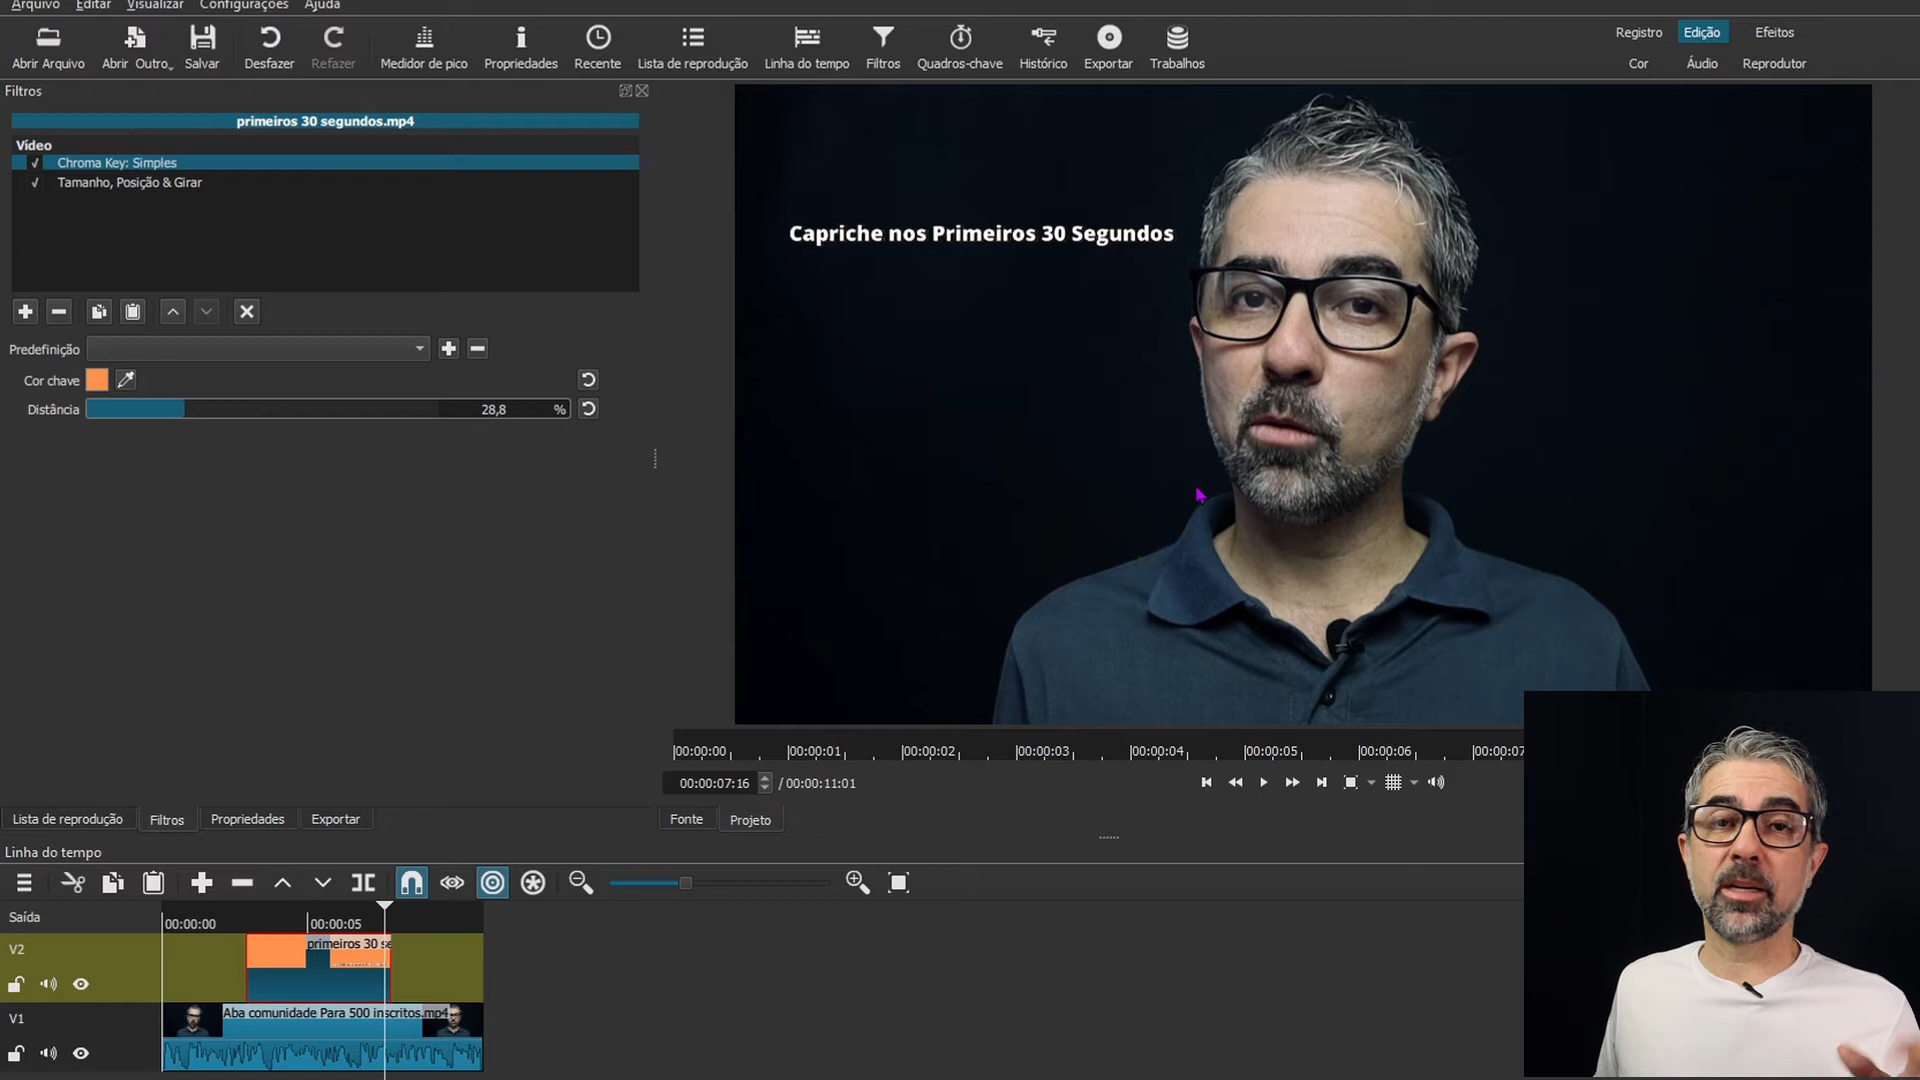 Arquivo Editar Visualizar Configurações Ajuda
Abrir Arquivo Abrir Outro Salvar Desfazer Refazer Medidor de pico Propriedades Recente Lista de reprodução Linha do tempo Filtros Quadros-chave Histórico Exportar Trabalhos
Registro Edição Efeitos
Cor Áudio Reprodutor
Filtros
primeiros 30 segundos.mp4
Vídeo
Chroma Key: Simples
Tamanho, Posição & Girar
Predefinição
Cor chave
Distância 28,8 %
Capriche nos Primeiros 30 Segundos
00:00:00 00:00:01 00:00:02 00:00:03 00:00:04 00:00:05 00:00:06 00:00:07
00:00:07:16 / 00:00:11:01
Lista de reprodução Filtros Propriedades Exportar
Fonte Projeto
Linha do tempo
Saída
00:00:00 00:00:05
V2
primeiros 30 se
V1
Aba comunidade Para 500 inscritos.mp4